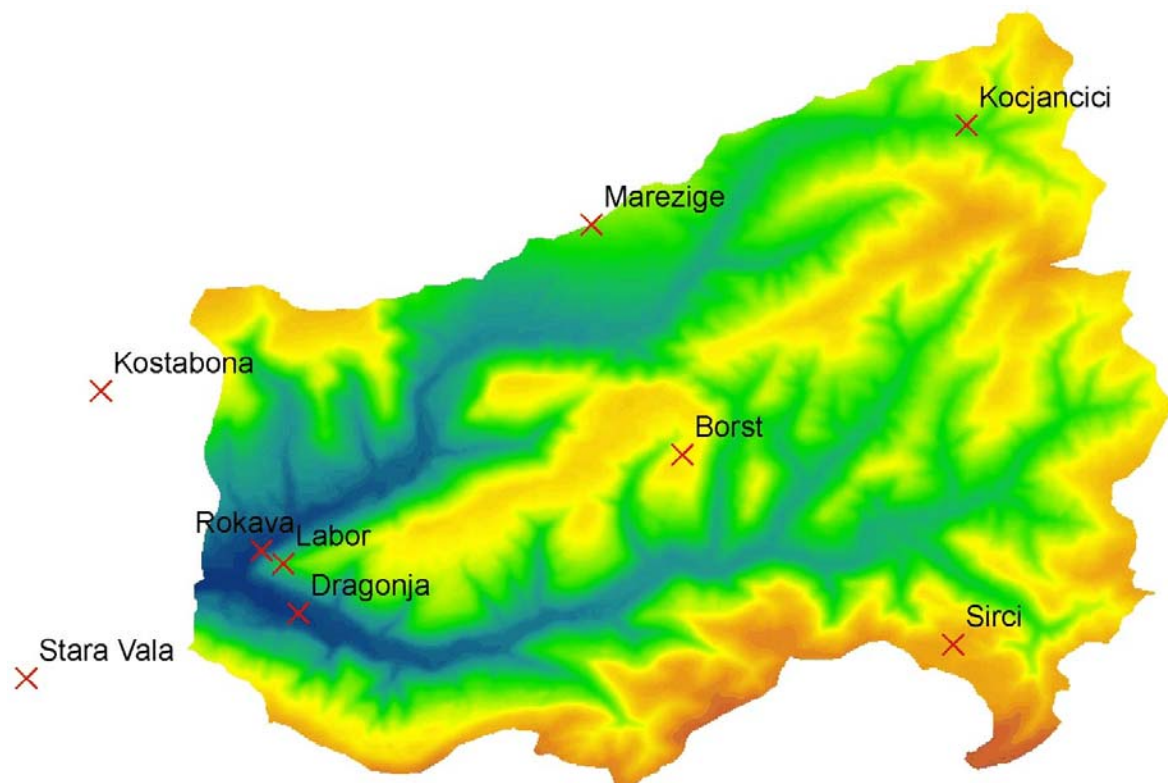 Kocjancici
Marezige
Kostabona
Borst
Rokava
Labor
Dragonja
Sirci
Stara Vala